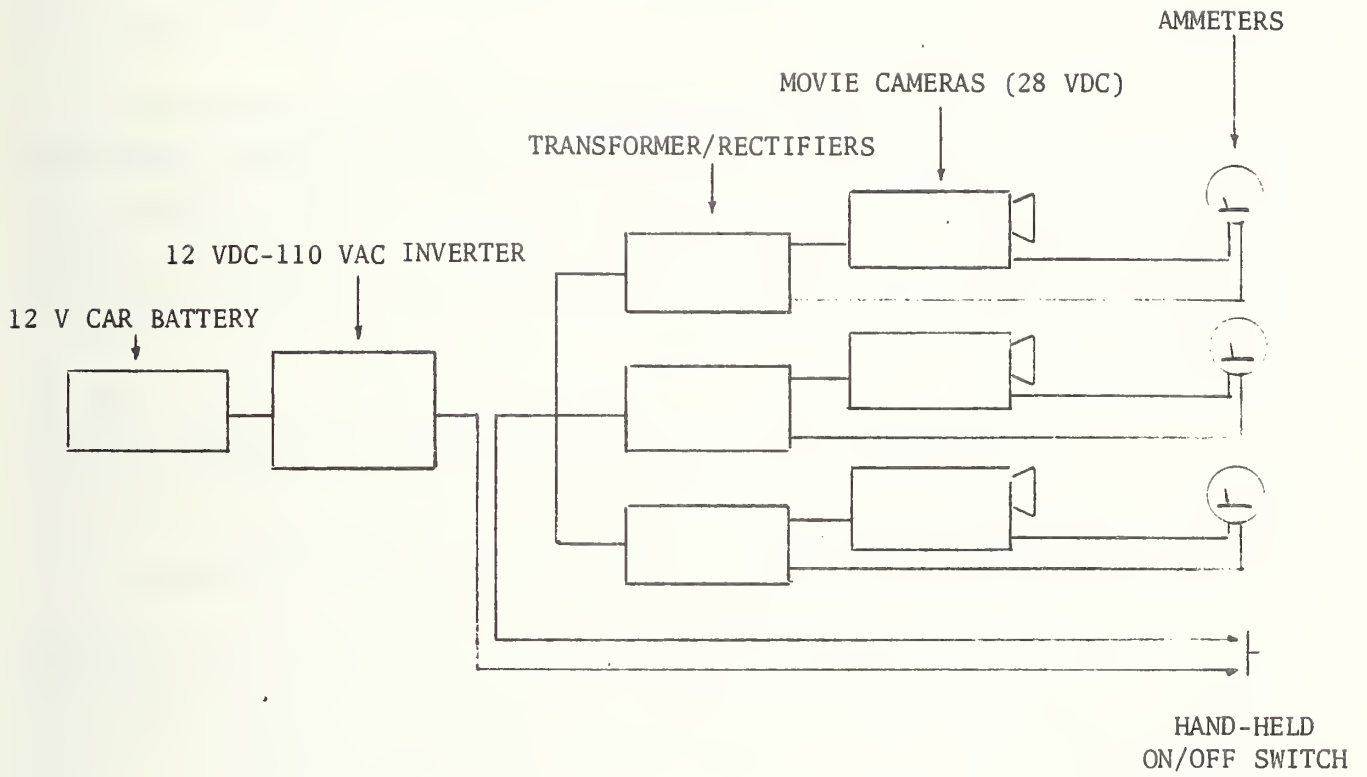 AMMETERS
MOVIE CAMERAS (28 VDC)
TRANSFORMER/RECTIFIERS
12 VDC-110 VAC INVERTER
12 V CAR BATTERY
HAND-HELD
ON/OFF SWITCH